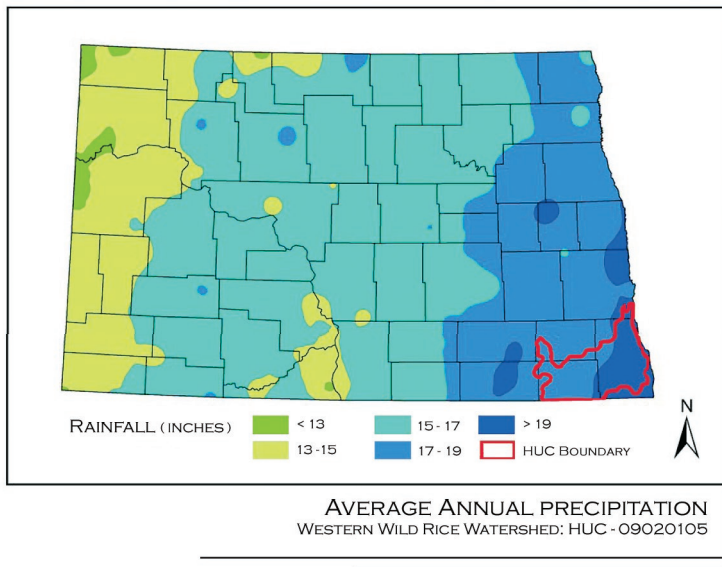 N
RAINFALL (INCHES)
< 13
15 - 17
> 19
13 -15
17 - 19
HUC BOUNDARY
AVERAGE ANNUAL PRECIPITATION
WESTERN WILD RICE WATERSHED: HUC - 09020105